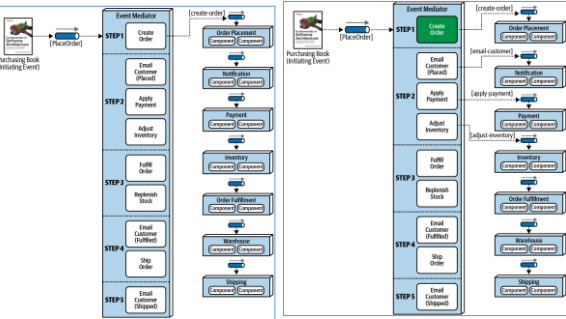 Event Mediator
[create-order]
[PlaceOrder]
Purchasing Book
(Initiating Event)
STEP 1
Create
Order
Order Placement
Component Component
Email
Customer
(Placed)
Notification
Component Component
STEP 2
Apply
Payment
Payment
Component Component
Adjust
Inventory
Inventory
Component Component
STEP 3
Fulfill
Order
Replenish
Stock
Order Fulfillment
Component Component
STEP 4
Email
Customer
(Fulfilled)
Warehouse
Component Component
Ship
Order
Shipping
Component Component
STEP 5
Email
Customer
(Shipped)
Event Mediator
[create-order]
[PlaceOrder]
Purchasing Book
(Initiating Event)
STEP 1
Create
Order
Order Placement
Component Component
[email-customer]
Email
Customer
(Placed)
Notification
Component Component
STEP 2
Apply
Payment
[apply-payment]
Payment
Component Component
Adjust
Inventory
[adjust-inventory]
Inventory
Component Component
STEP 3
Fulfill
Order
Replenish
Stock
Order Fulfillment
Component Component
STEP 4
Email
Customer
(Fulfilled)
Warehouse
Component Component
Ship
Order
Shipping
Component Component
STEP 5
Email
Customer
(Shipped)